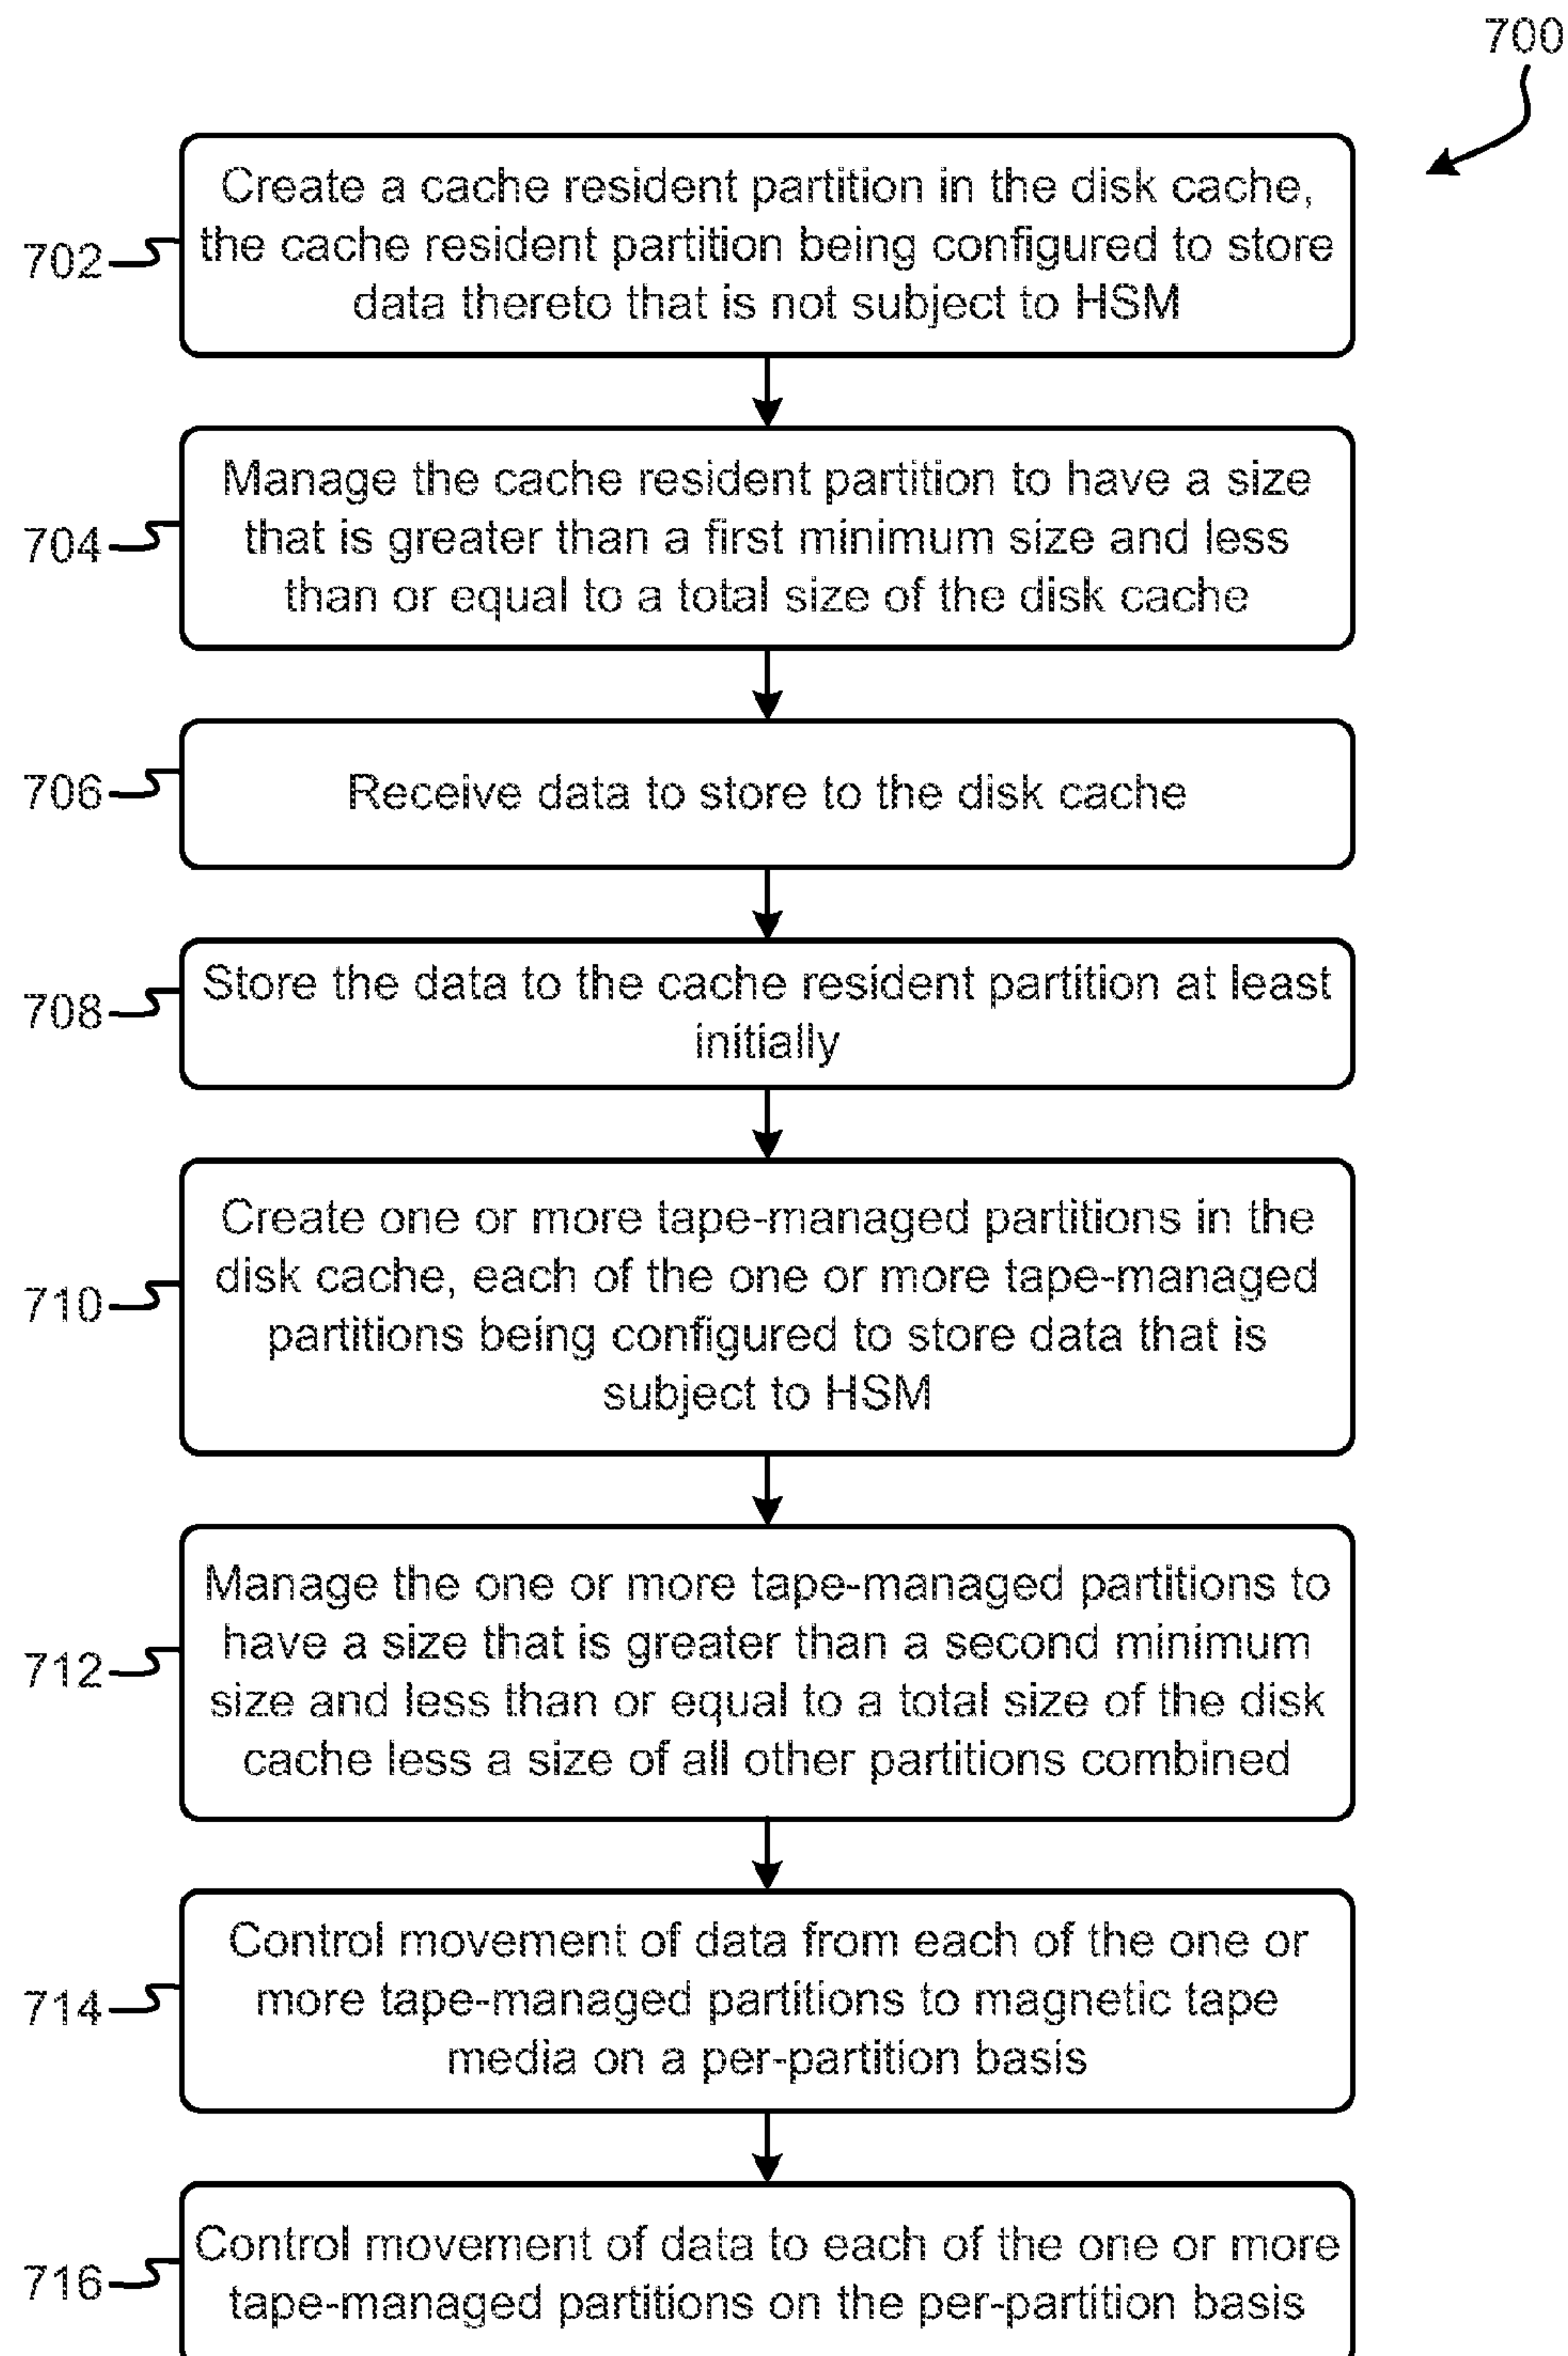 700
702
Create a cache resident partition in the disk cache,
the cache resident partition being configured to store
data thereto that is not subject to HSM
704
Manage the cache resident partition to have a size
that is greater than a first minimum size and less
than or equal to a total size of the disk cache
706
Receive data to store to the disk cache
708
Store the data to the cache resident partition at least
initially
710
Create one or more tape-managed partitions in the
disk cache, each of the one or more tape-managed
partitions being configured to store data that is
subject to HSM
712
Manage the one or more tape-managed partitions to
have a size that is greater than a second minimum
size and less than or equal to a total size of the disk
cache less a size of all other partitions combined
714
Control movement of data from each of the one or
more tape-managed partitions to magnetic tape
media on a per-partition basis
716
Control movement of data to each of the one or more
tape-managed partitions on the per-partition basis